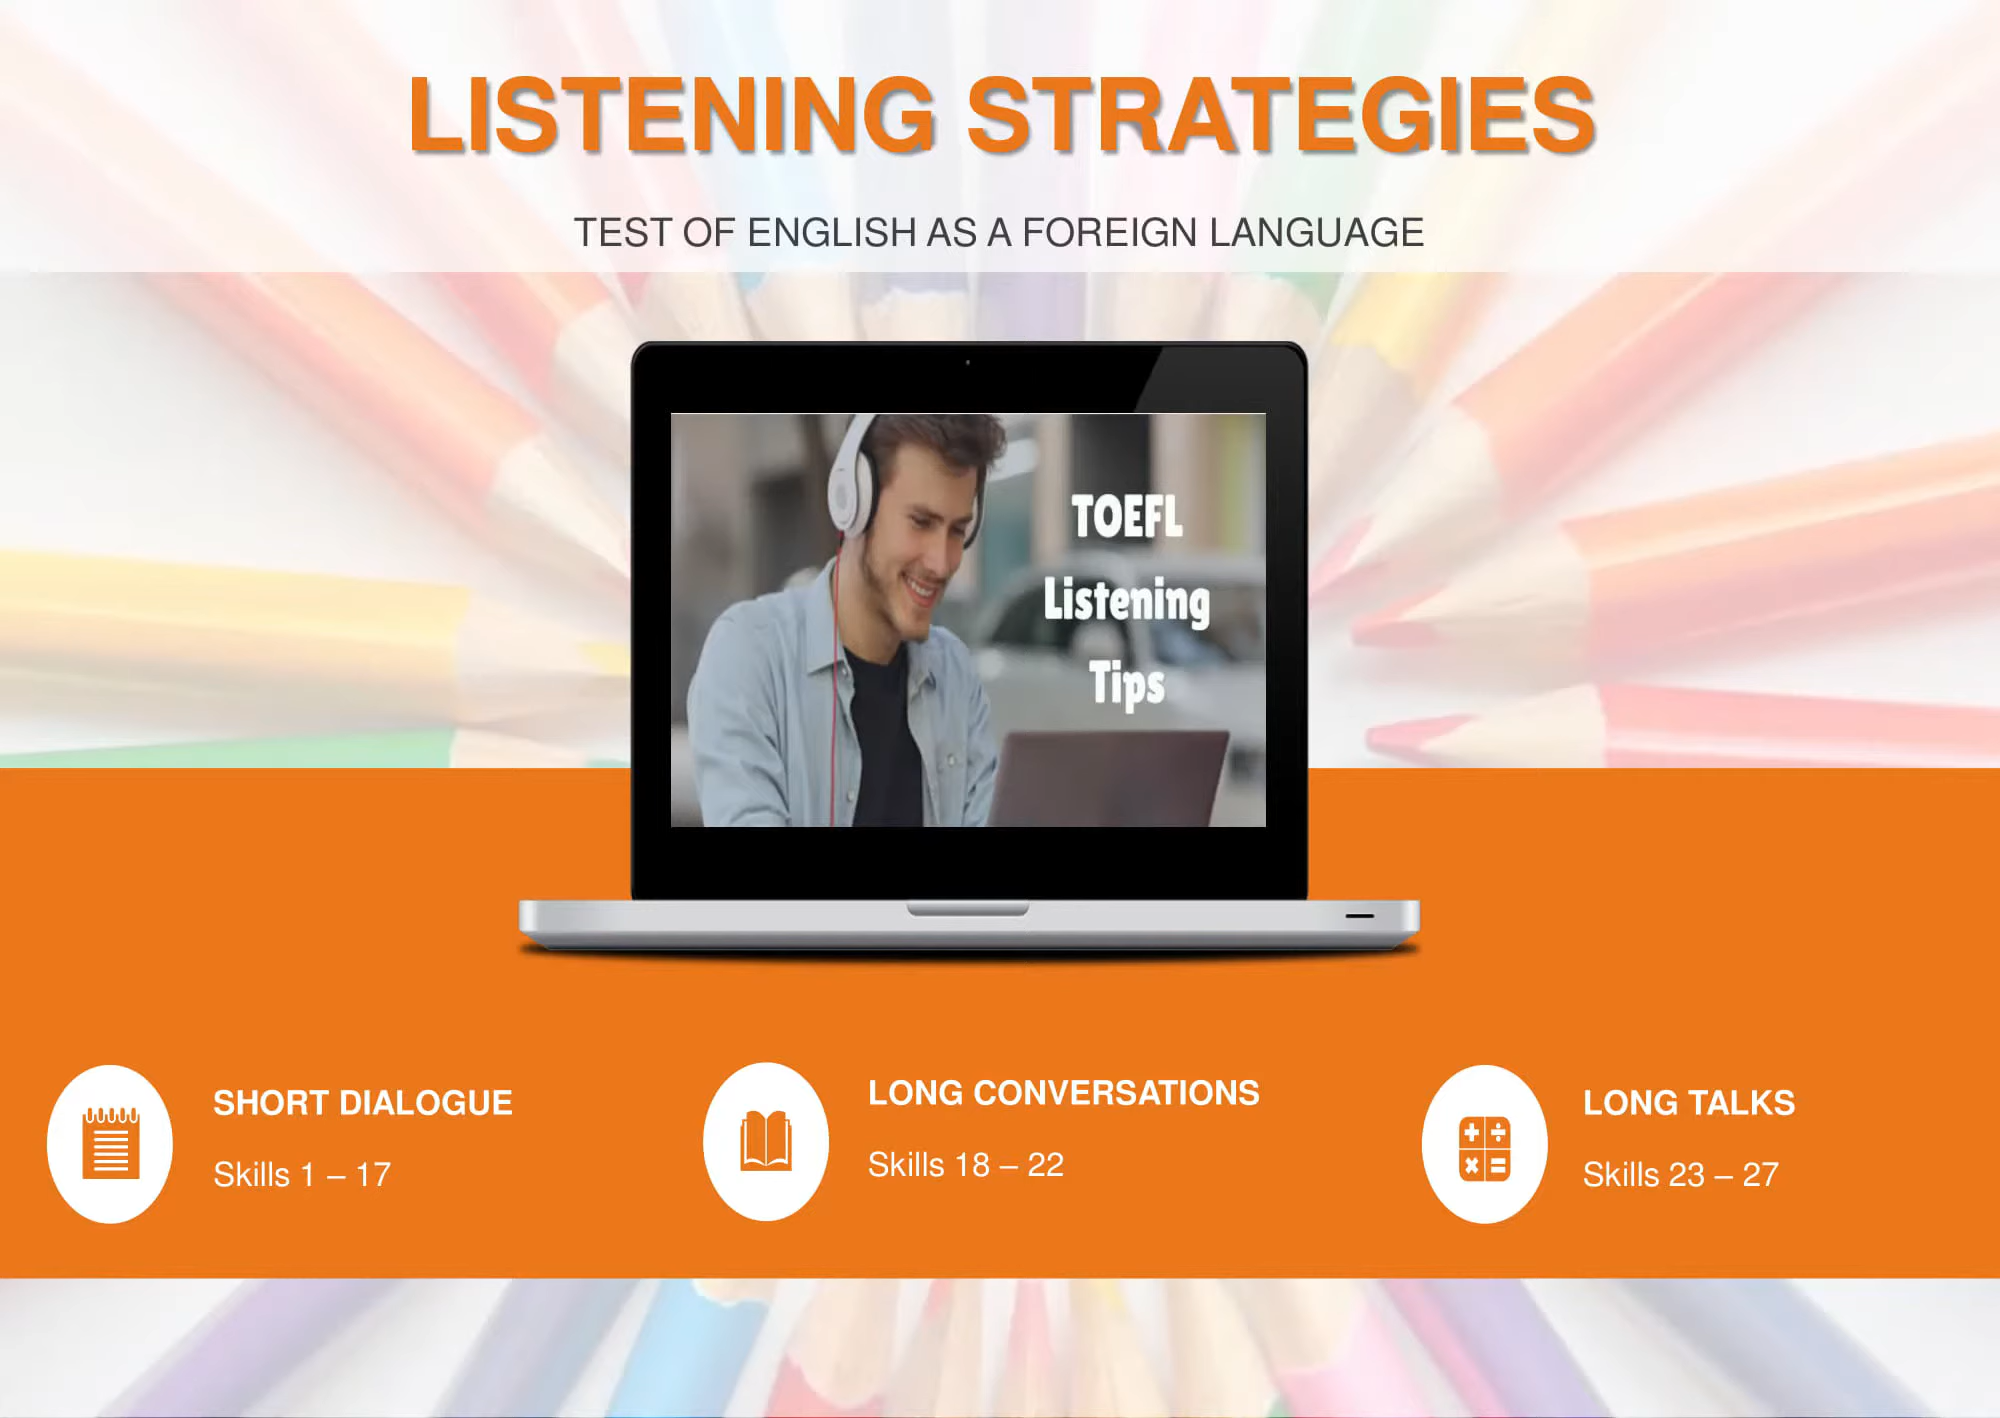 LISTENING STRATEGIES
TEST OF ENGLISH AS A FOREIGN LANGUAGE
TOEFL
Listening
Tips
SHORT DIALOGUE
Skills 1 – 17
LONG CONVERSATIONS
Skills 18 – 22
LONG TALKS
Skills 23 – 27